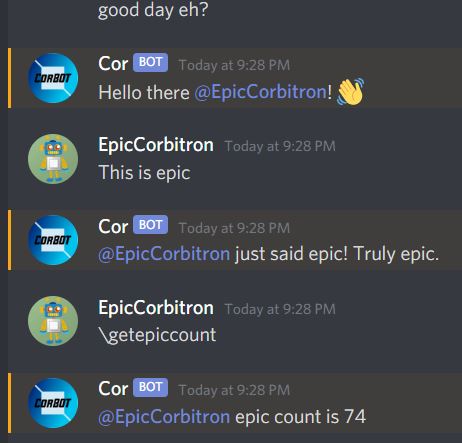 good day eh?
CORBOT
Cor BOT Today at 9:28 PM
Hello there @EpicCorbitron! 👋
EpicCorbitron Today at 9:28 PM
This is epic
CORBOT
Cor BOT Today at 9:28 PM
@EpicCorbitron just said epic! Truly epic.
EpicCorbitron Today at 9:28 PM
\getepiccount
CORBOT
Cor BOT Today at 9:28 PM
@EpicCorbitron epic count is 74